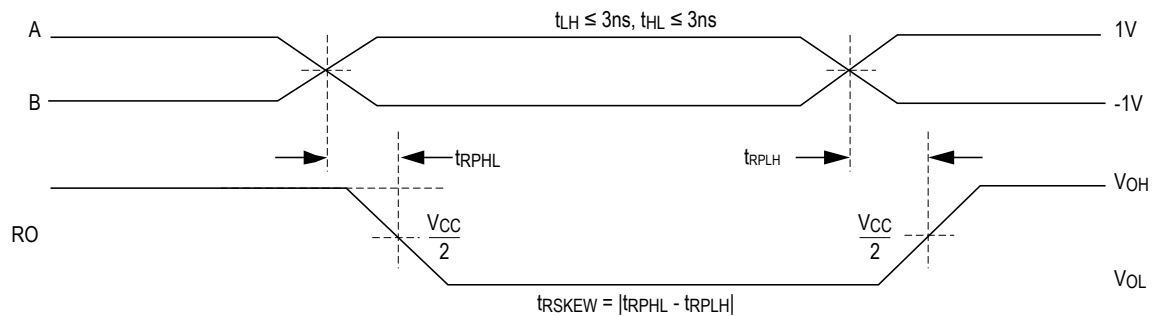 tLH ≤ 3ns, tHL ≤ 3ns
A
1V
B
-1V
tRPHL
tRPLH
VOH
RO
VCC
2
VCC
2
VOL
tRSKEW = |tRPHL - tRPLH|